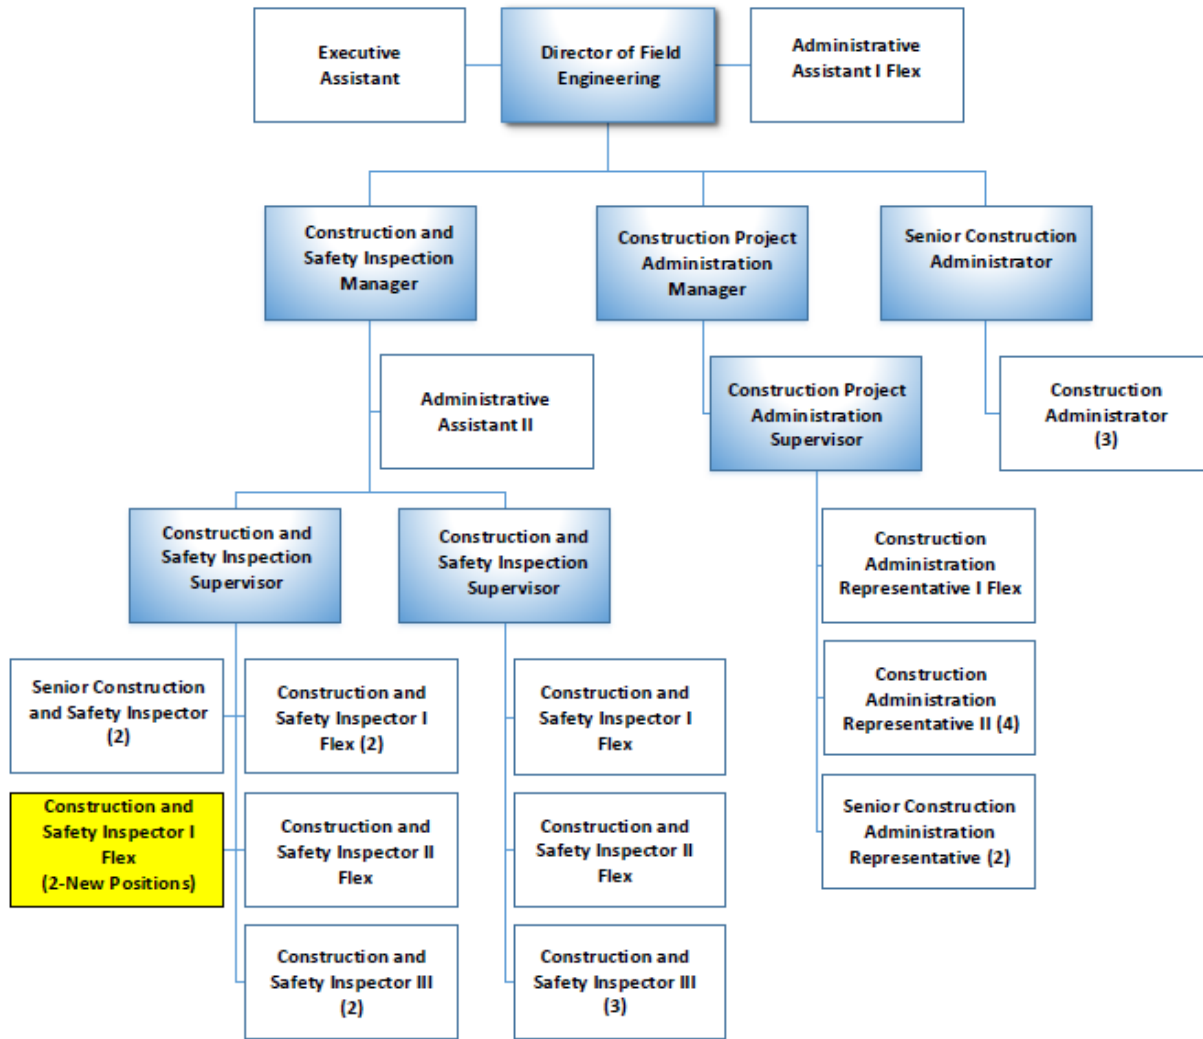 Executive
Assistant
Director of Field
Engineering
Administrative
Assistant I Flex
Construction and
Safety Inspection
Manager
Construction Project
Administration
Manager
Senior Construction
Administrator
Administrative
Assistant II
Construction Project
Administration
Supervisor
Construction
Administrator
(3)
Construction and
Safety Inspection
Supervisor
Construction and
Safety Inspection
Supervisor
Construction
Administration
Representative I Flex
Senior Construction
and Safety Inspector
(2)
Construction and
Safety Inspector I
Flex (2)
Construction and
Safety Inspector I
Flex
Construction
Administration
Representative II (4)
Construction and
Safety Inspector I
Flex
(2-New Positions)
Construction and
Safety Inspector II
Flex
Construction and
Safety Inspector II
Flex
Senior Construction
Administration
Representative (2)
Construction and
Safety Inspector III
(2)
Construction and
Safety Inspector III
(3)